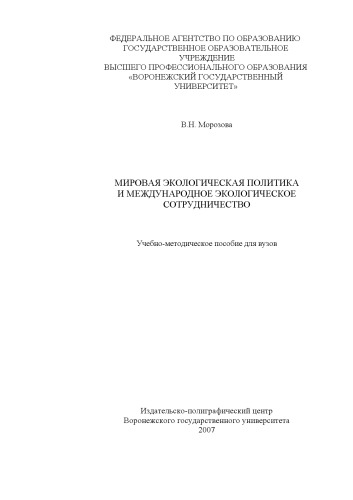 ФЕДЕРАЛЬНОЕ АГЕНТСТВО ПО ОБРАЗОВАНИЮ
ГОСУДАРСТВЕННОЕ ОБРАЗОВАТЕЛЬНОЕ
УЧРЕЖДЕНИЕ
ВЫСШЕГО ПРОФЕССИОНАЛЬНОГО ОБРАЗОВАНИЯ
«ВОРОНЕЖСКИЙ ГОСУДАРСТВЕННЫЙ
УНИВЕРСИТЕТ»
В.Н. Морозова
МИРОВАЯ ЭКОЛОГИЧЕСКАЯ ПОЛИТИКА
И МЕЖДУНАРОДНОЕ ЭКОЛОГИЧЕСКОЕ
СОТРУДНИЧЕСТВО
Учебно-методическое пособие для вузов
Издательско-полиграфический центр
Воронежского государственного университета
2007